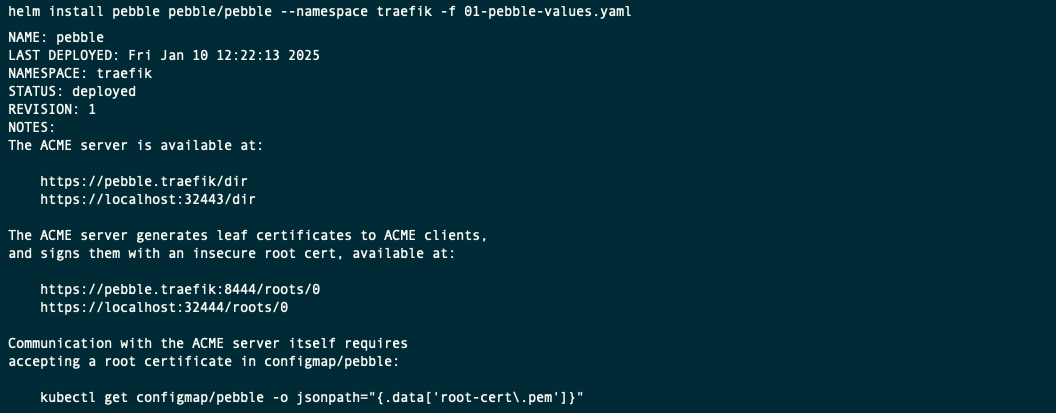 helm install pebble pebble/pebble --namespace traefik -f 01-pebble-values.yaml
NAME: pebble
LAST DEPLOYED: Fri Jan 10 12:22:13 2025
NAMESPACE: traefik
STATUS: deployed
REVISION: 1
NOTES:
The ACME server is available at:
https://pebble.traefik/dir
https://localhost:32443/dir
The ACME server generates leaf certificates to ACME clients,
and signs them with an insecure root cert, available at:
https://pebble.traefik:8444/roots/0
https://localhost:32444/roots/0
Communication with the ACME server itself requires
accepting a root certificate in configmap/pebble:
kubectl get configmap/pebble -o jsonpath="{.data['root-cert\.pem']}"